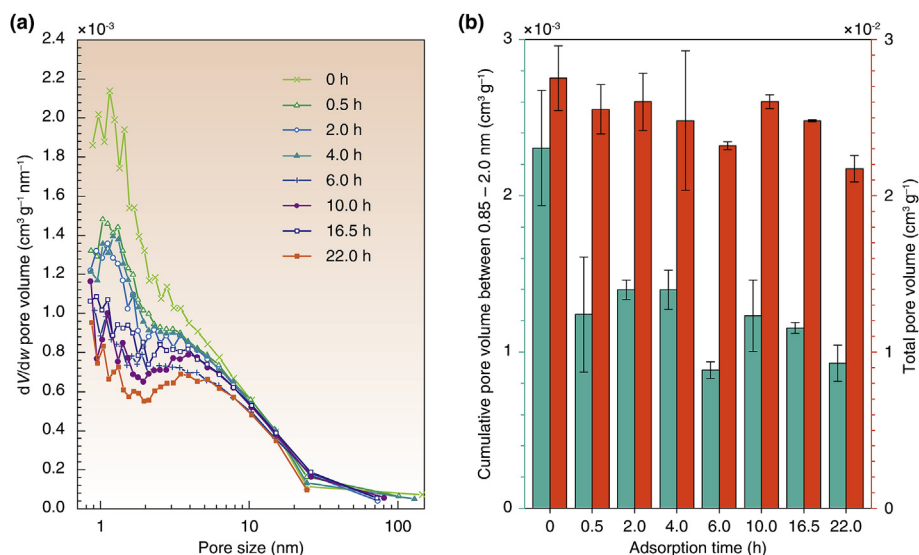 (a)
×10⁻³
2.4
2.2
2.0
1.8
1.6
1.4
1.2
1.0
0.8
0.6
0.4
0.2
0.0
dV/dw pore volume (cm³ g⁻¹ nm⁻¹)
0 h
0.5 h
2.0 h
4.0 h
6.0 h
10.0 h
16.5 h
22.0 h
1
10
100
Pore size (nm)
(b)
×10⁻³
×10⁻²
3
2
1
0
Cumulative pore volume between 0.85 – 2.0 nm (cm³ g⁻¹)
3
2
1
0
Total pore volume (cm³ g⁻¹)
0
0.5
2.0
4.0
6.0
10.0
16.5
22.0
Adsorption time (h)